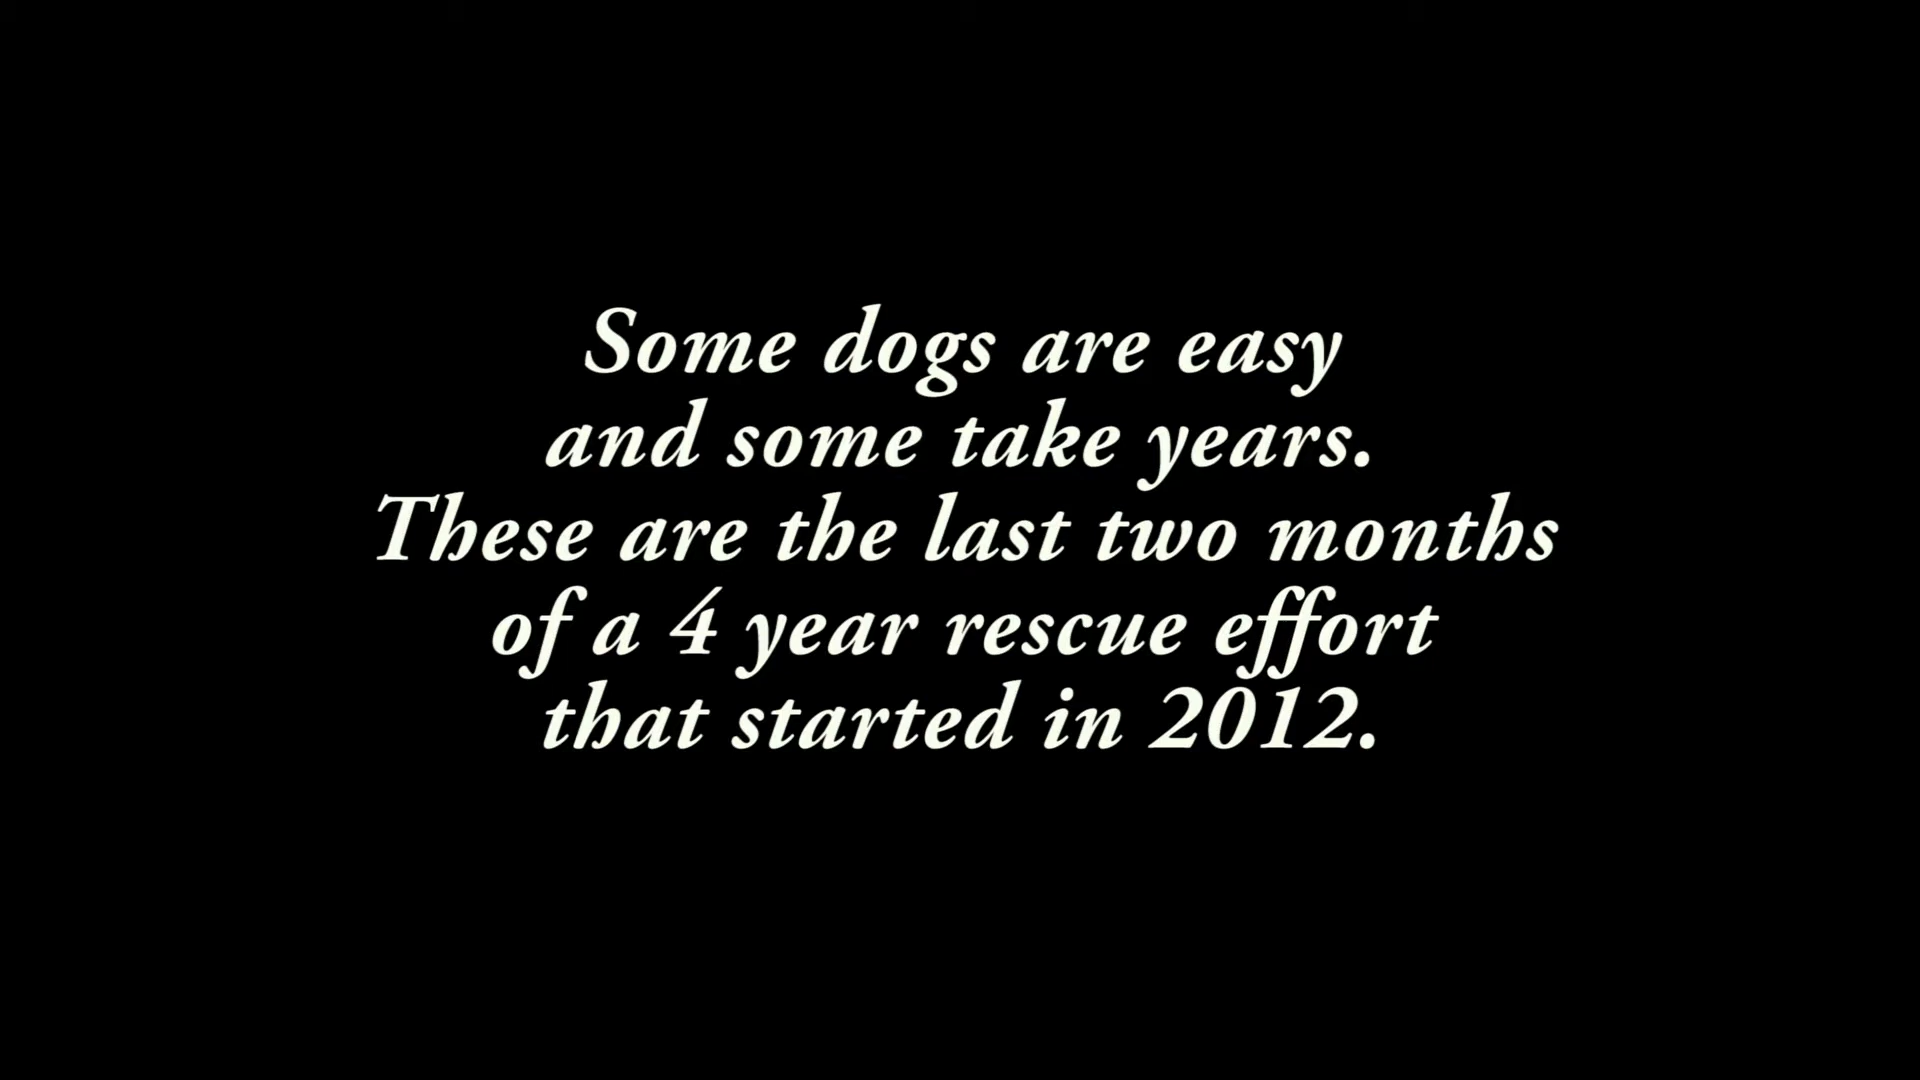 Some dogs are easy
and some take years.
These are the last two months
of a 4 year rescue effort
that started in 2012.